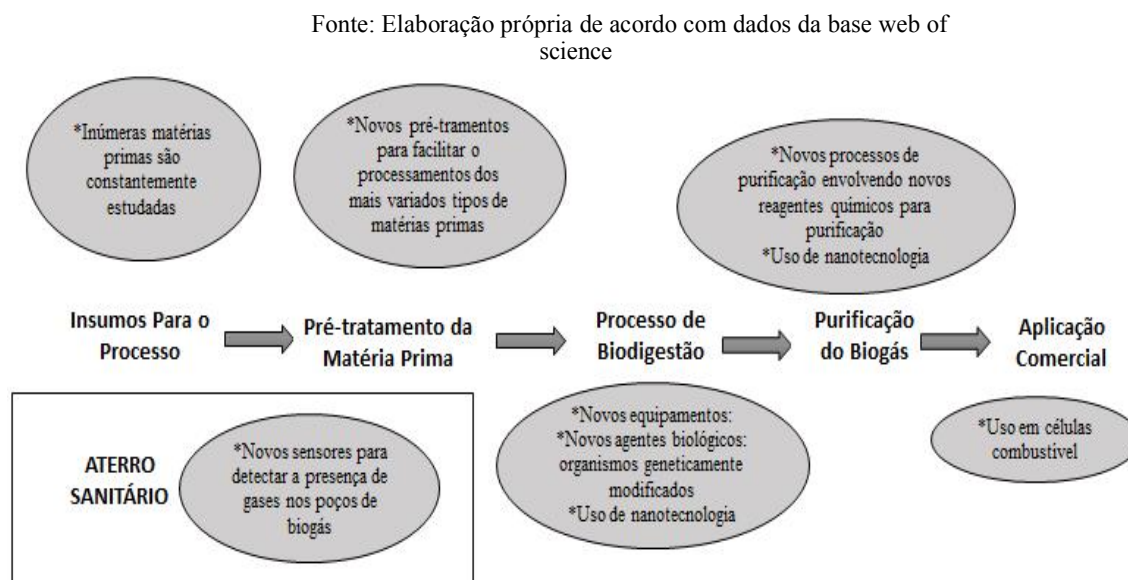 Fonte: Elaboração própria de acordo com dados da base web of
science
*Inúmeras matérias
primas são
constantemente
estudadas
*Novos pré-tramentos
para facilitar o
processamentos dos
mais variados tipos de
matérias primas
*Novos processos de
purificação envolvendo novos
reagentes químicos para
purificação
*Uso de nanotecnologia
Insumos Para o
Processo
Pré-tratamento da
Matéria Prima
Processo de
Biodigestão
Purificação
do Biogás
Aplicação
Comercial
ATERRO
SANITÁRIO
*Novos sensores para
detectar a presença de
gases nos poços de
biogás
*Novos equipamentos:
*Novos agentes biológicos:
organismos geneticamente
modificados
*Uso de nanotecnologia
*Uso em células
combustível